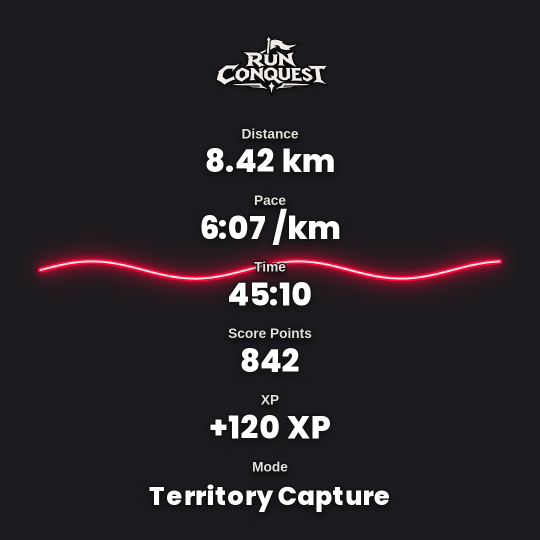 RUN
CONQUEST
Distance
8.42 km
Pace
6:07 /km
Time
45:10
Score Points
842
XP
+120 XP
Mode
Territory Capture